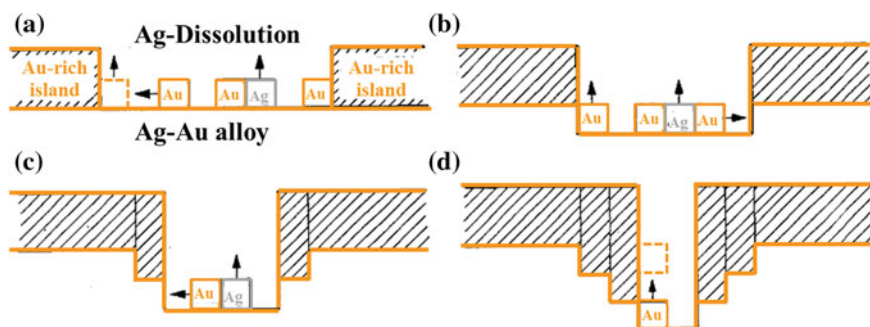 (a)
Ag-Dissolution
(b)
Au-rich
island
Au
Au
Ag
Au
Au-rich
island
Au
Au
Ag
Au
Ag-Au alloy
(c)
(d)
Au
Ag
Au